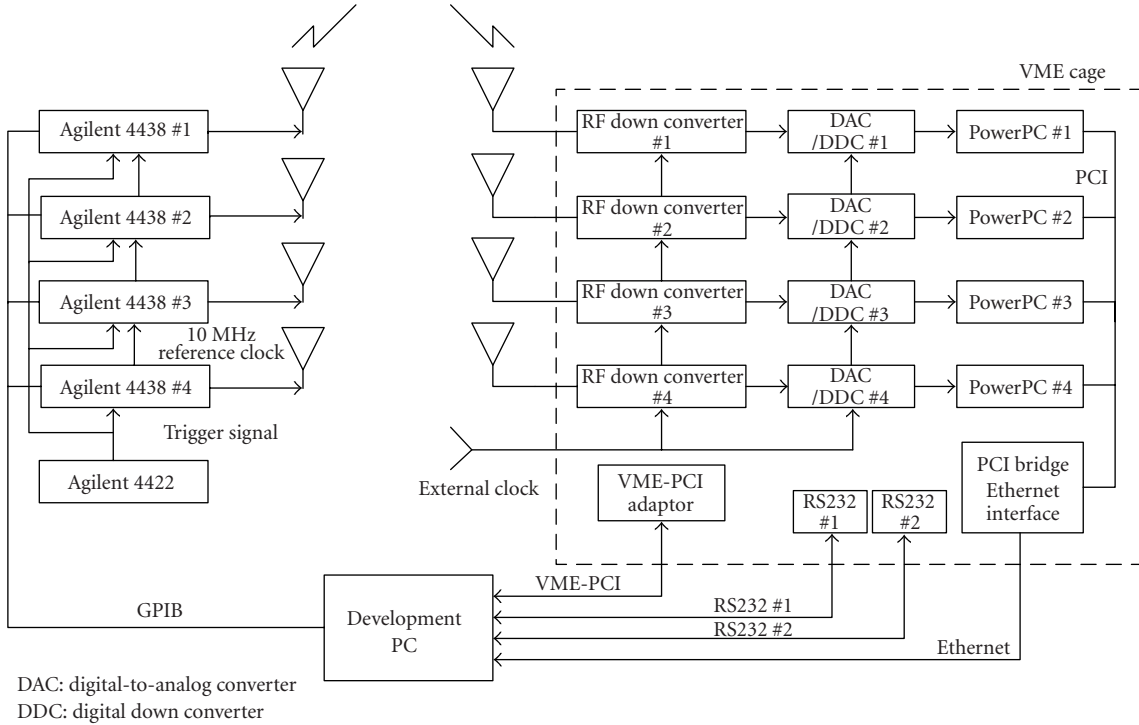 VME cage
Agilent 4438 #1
RF down converter
#1
DAC
/DDC #1
PowerPC #1
PCI
Agilent 4438 #2
RF down converter
#2
DAC
/DDC #2
PowerPC #2
Agilent 4438 #3
RF down converter
#3
DAC
/DDC #3
PowerPC #3
10 MHz
reference clock
Agilent 4438 #4
RF down converter
#4
DAC
/DDC #4
PowerPC #4
Trigger signal
Agilent 4422
External clock
VME-PCI
adaptor
RS232
#1
RS232
#2
PCI bridge
Ethernet
interface
VME-PCI
GPIB
Development
PC
RS232 #1
RS232 #2
Ethernet
DAC: digital-to-analog converter
DDC: digital down converter